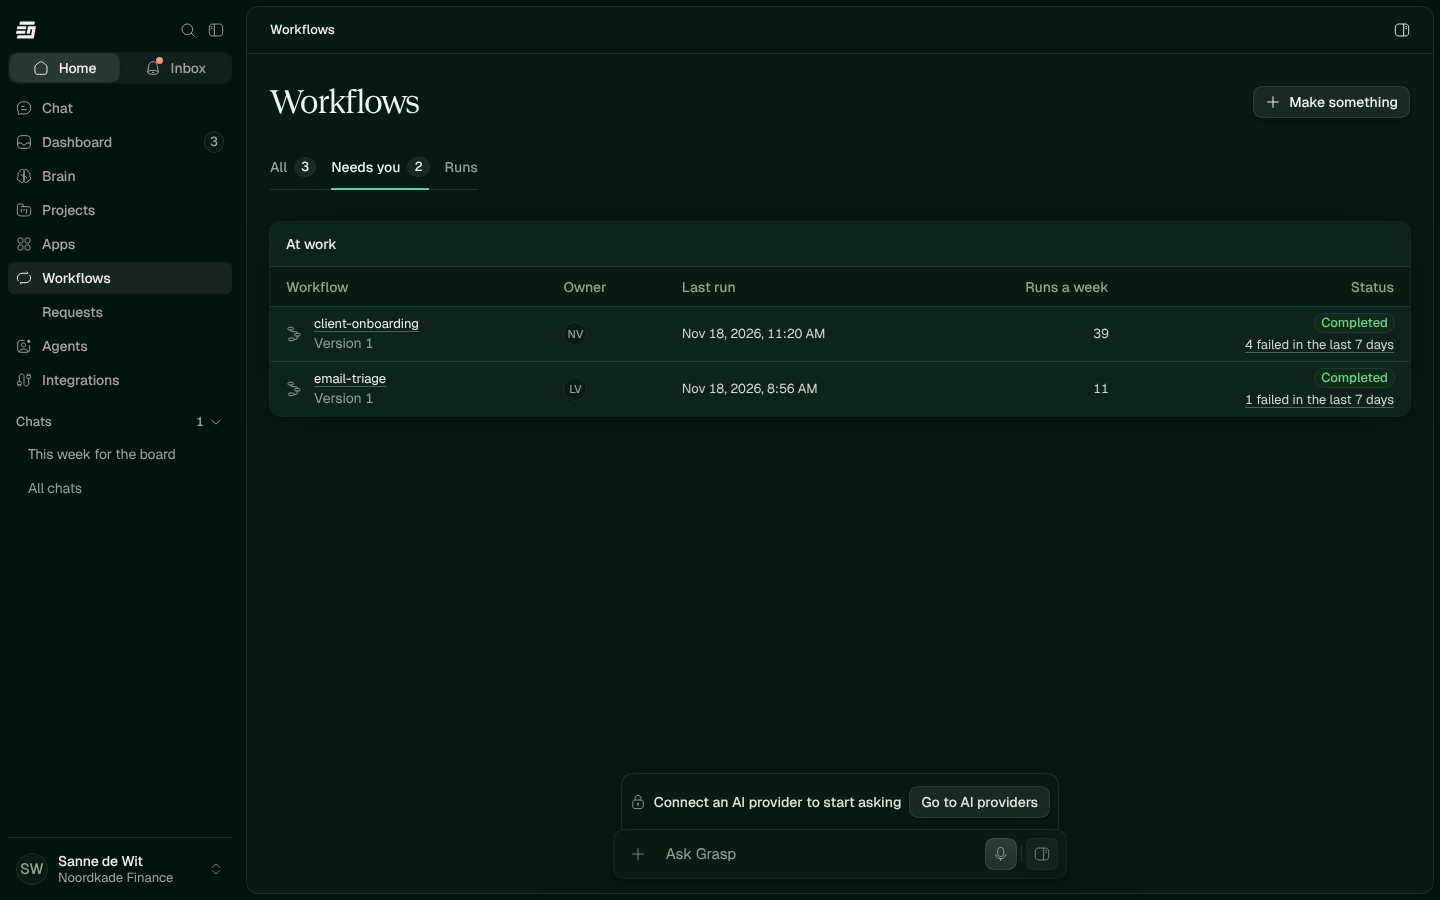 Home
Inbox
Chat
Dashboard 3
Brain
Projects
Apps
Workflows
Requests
Agents
Integrations
Chats 1
This week for the board
All chats
SW
Sanne de Wit
Noordkade Finance
Workflows
Workflows
Make something
All 3 Needs you 2 Runs
At work
Workflow Owner Last run Runs a week Status
client-onboarding
Version 1
NV
Nov 18, 2026, 11:20 AM
39
Completed
4 failed in the last 7 days
email-triage
Version 1
LV
Nov 18, 2026, 8:56 AM
11
Completed
1 failed in the last 7 days
Connect an AI provider to start asking
Go to AI providers
Ask Grasp